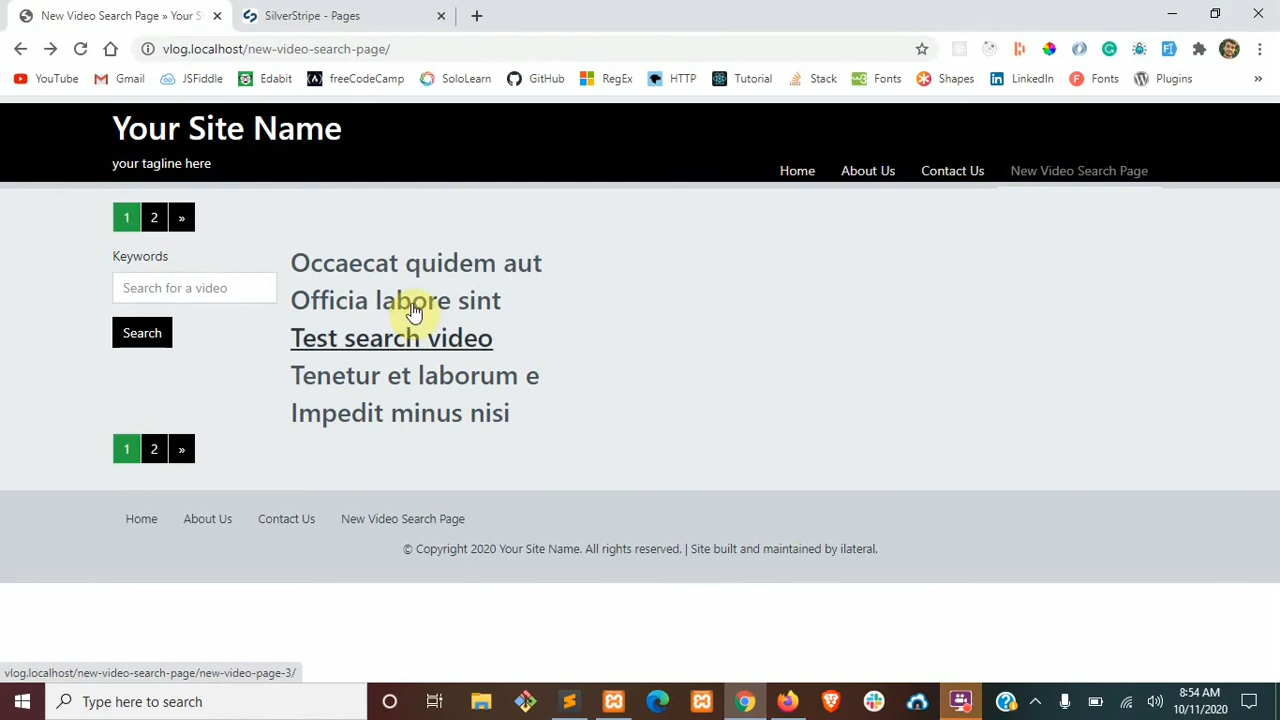 New Video Search Page » Your S
SilverStripe - Pages
vlog.localhost/new-video-search-page/
YouTube Gmail JSFiddle Edabit freeCodeCamp SoloLearn GitHub RegEx HTTP Tutorial Stack Fonts Shapes LinkedIn Fonts Plugins »
Your Site Name
your tagline here
Home About Us Contact Us New Video Search Page
1 2 »
Keywords
Search for a video
Search
Occaecat quidem aut
Officia labore sint
Test search video
Tenetur et laborum e
Impedit minus nisi
1 2 »
Home About Us Contact Us New Video Search Page
© Copyright 2020 Your Site Name. All rights reserved. | Site built and maintained by ilateral.
vlog.localhost/new-video-search-page/new-video-page-3/
Type here to search
8:54 AM
10/11/2020